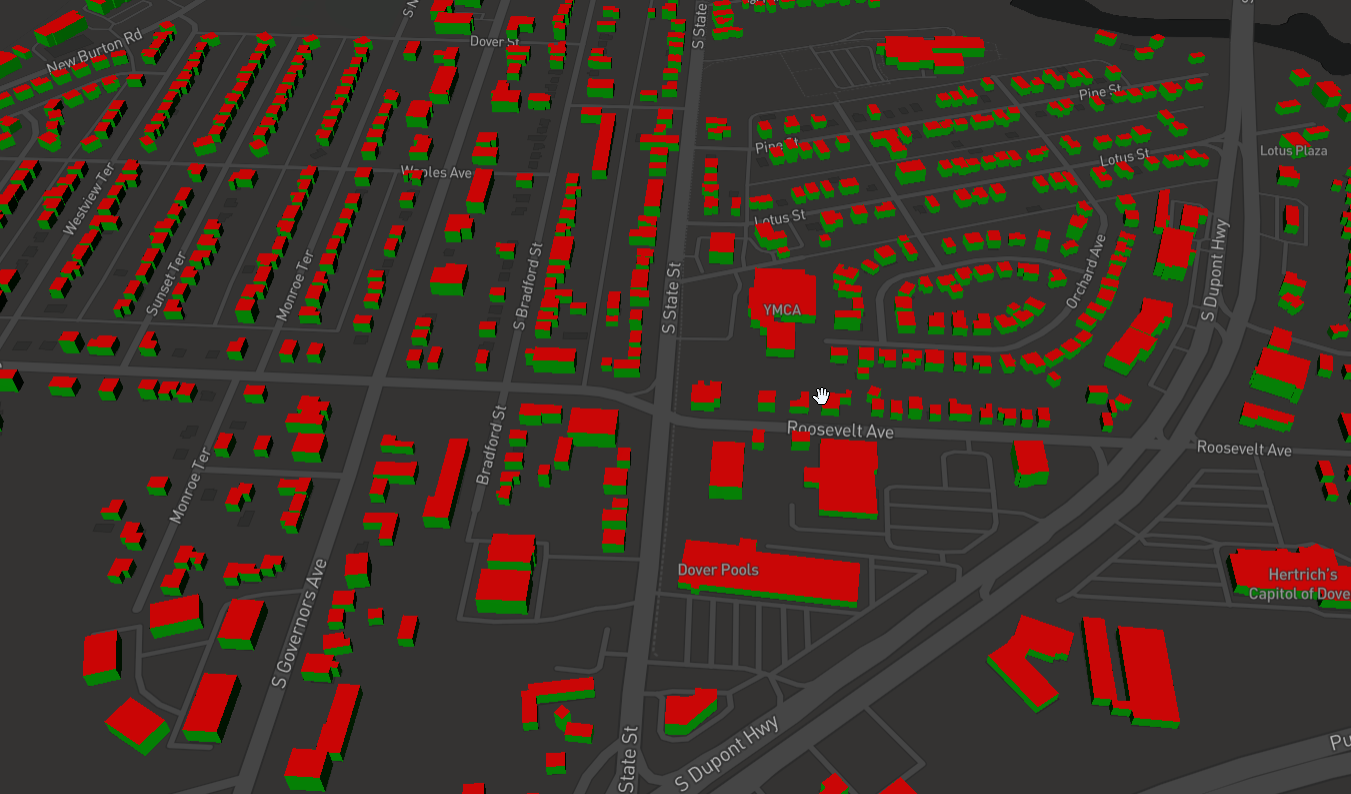 New Burton Rd
Dover St
S State
Pine St
Pine St
Lotus St
Lotus Plaza
Waples Ave
Westview Ter
Lotus St
Sunset Ter
Monroe Ter
S Bradford St
S State St
YMCA
Orchard Ave
S Dupont Hwy
Roosevelt Ave
Roosevelt Ave
Bradford St
Monroe Ter
Dover Pools
Hertrich's
Capitol of Dove
S Governors Ave
State St
S Dupont Hwy
Pu